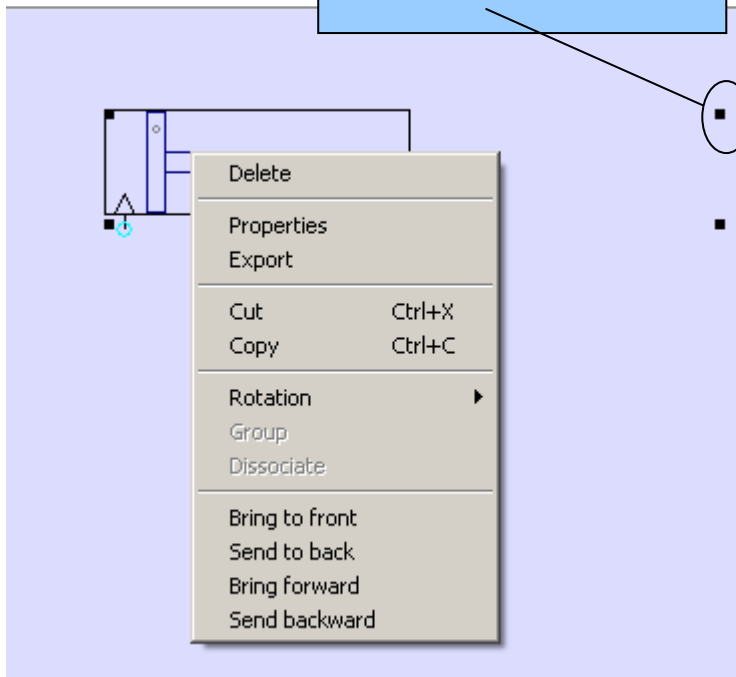 Delete
Properties
Export
Cut Ctrl+X
Copy Ctrl+C
Rotation
Group
Dissociate
Bring to front
Send to back
Bring forward
Send backward